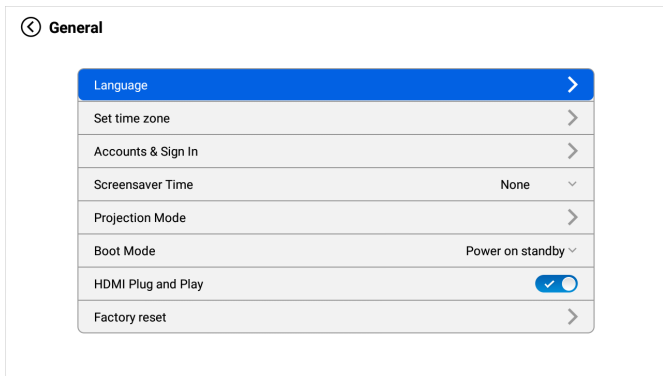 General
Language
Set time zone
Accounts & Sign In
Screensaver Time None
Projection Mode
Boot Mode Power on standby
HDMI Plug and Play
Factory reset